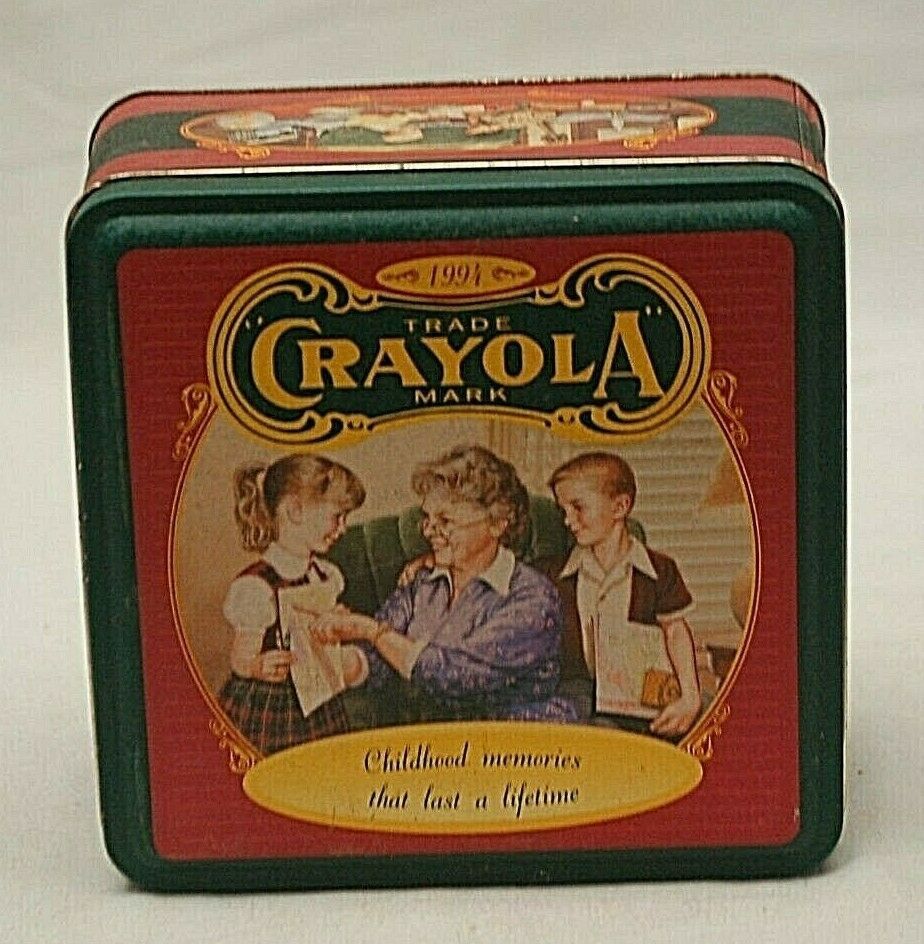 1994
TRADE
"CRAYOLA"
MARK
Childhood memories
that last a lifetime